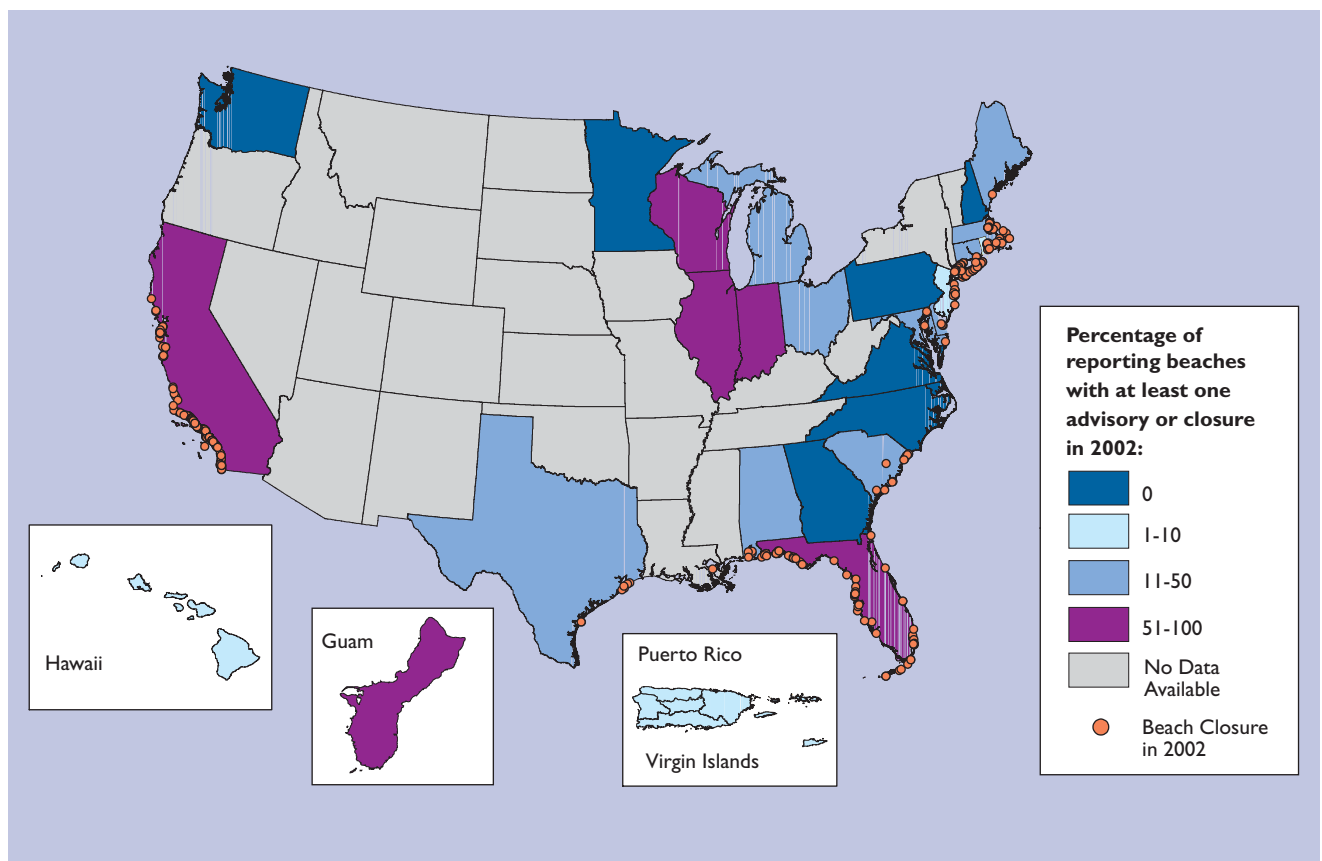 Percentage of
reporting beaches
with at least one
advisory or closure
in 2002:
0
1-10
11-50
51-100
No Data
Available
Beach Closure
in 2002
Hawaii
Guam
Puerto Rico
Virgin Islands